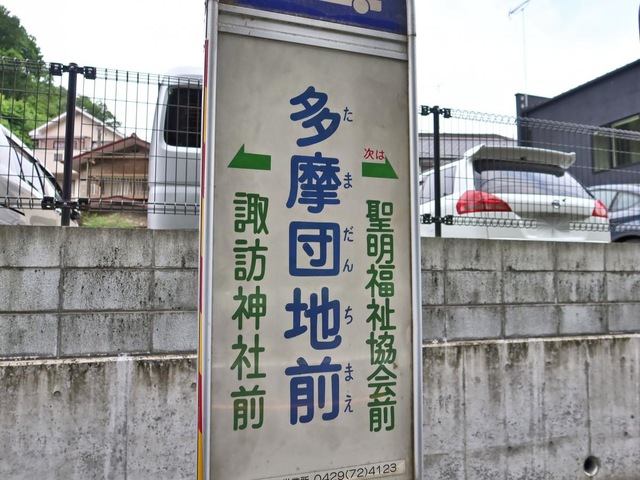 多摩団地前
ただまだんちまえ
次は
聖明福祉協会前
諏訪神社前
0429(72)4123